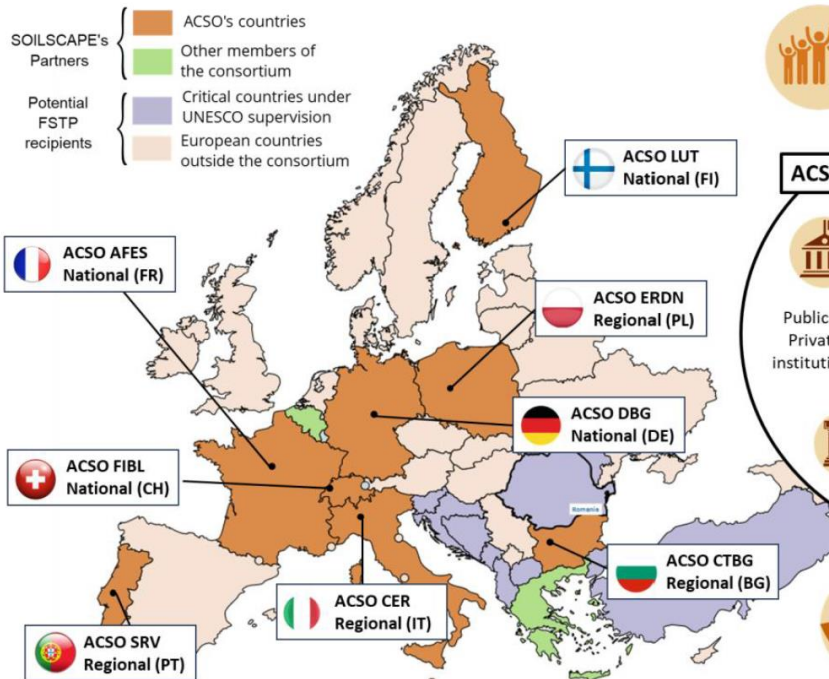 SOILSCAPE's
Partners
ACSO's countries
Other members of
the consortium
Potential
FSTP
recipients
Critical countries under
UNESCO supervision
European countries
outside the consortium
ACSO LUT
National (FI)
ACSO AFES
National (FR)
ACSO ERDN
Regional (PL)
Public
Privat
instituti
ACSO DBG
National (DE)
ACSO FIBL
National (CH)
Romania
ACSO CTBG
Regional (BG)
ACSO CER
Regional (IT)
ACSO SRV
Regional (PT)
ACS